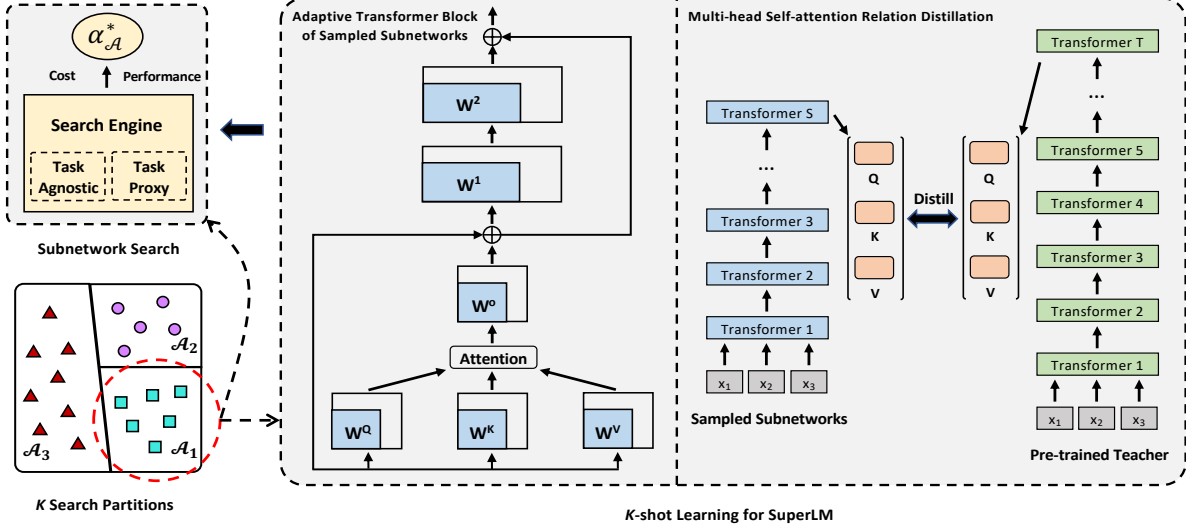 α*𝒜
Cost Performance
Search Engine
Task
Agnostic
Task
Proxy
Subnetwork Search
𝒜2
𝒜1
𝒜3
K Search Partitions
Adaptive Transformer Block
of Sampled Subnetworks
W2
W1
Wo
Attention
WQ WK WV
Multi-head Self-attention Relation Distillation
Transformer S
...
Transformer 3
Transformer 2
Transformer 1
x1 x2 x3
Sampled Subnetworks
Q
K
V
Distill
Q
K
V
Transformer T
...
Transformer 5
Transformer 4
Transformer 3
Transformer 2
Transformer 1
x1 x2 x3
Pre-trained Teacher
K-shot Learning for SuperLM